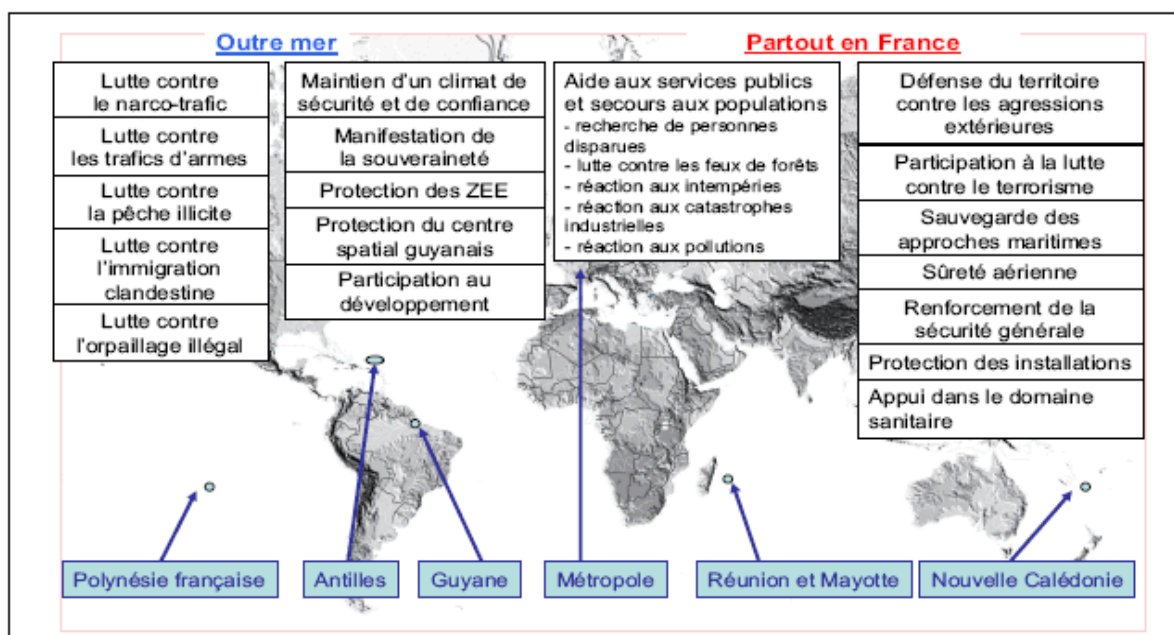 Outre mer
Lutte contre
le narco-trafic
Lutte contre
les trafics d'armes
Lutte contre
la pêche illicite
Lutte contre
l'immigration
clandestine
Lutte contre
l'orpaillage illégal
Maintien d'un climat de
sécurité et de confiance
Manifestation de
la souveraineté
Protection des ZEE
Protection du centre
spatial guyanais
Participation au
développement
Partout en France
Aide aux services publics
et secours aux populations
- recherche de personnes
disparues
- lutte contre les feux de forêts
- réaction aux intempéries
- réaction aux catastrophes
industrielles
- réaction aux pollutions
Défense du territoire
contre les agressions
extérieures
Participation à la lutte
contre le terrorisme
Sauvegarde des
approches maritimes
Sûreté aérienne
Renforcement de la
sécurité générale
Protection des installations
Appui dans le domaine
sanitaire
Polynésie française
Antilles
Guyane
Métropole
Réunion et Mayotte
Nouvelle Calédonie